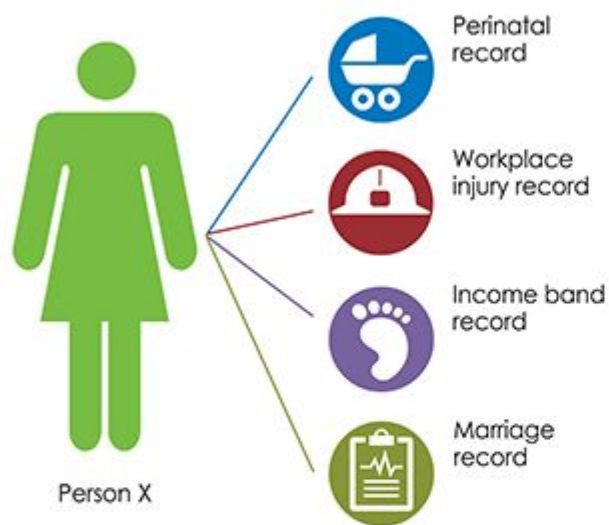 Perinatal
record
Workplace
injury record
Income band
record
Marriage
record
Person X